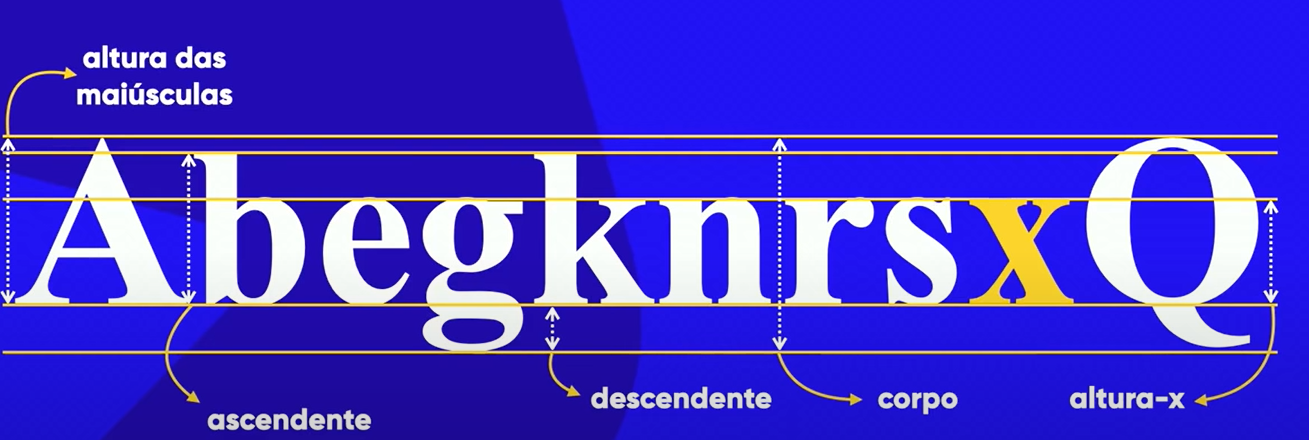 altura das
maiúsculas
AbegknrsxQ
descendente
corpo
altura-x
ascendente